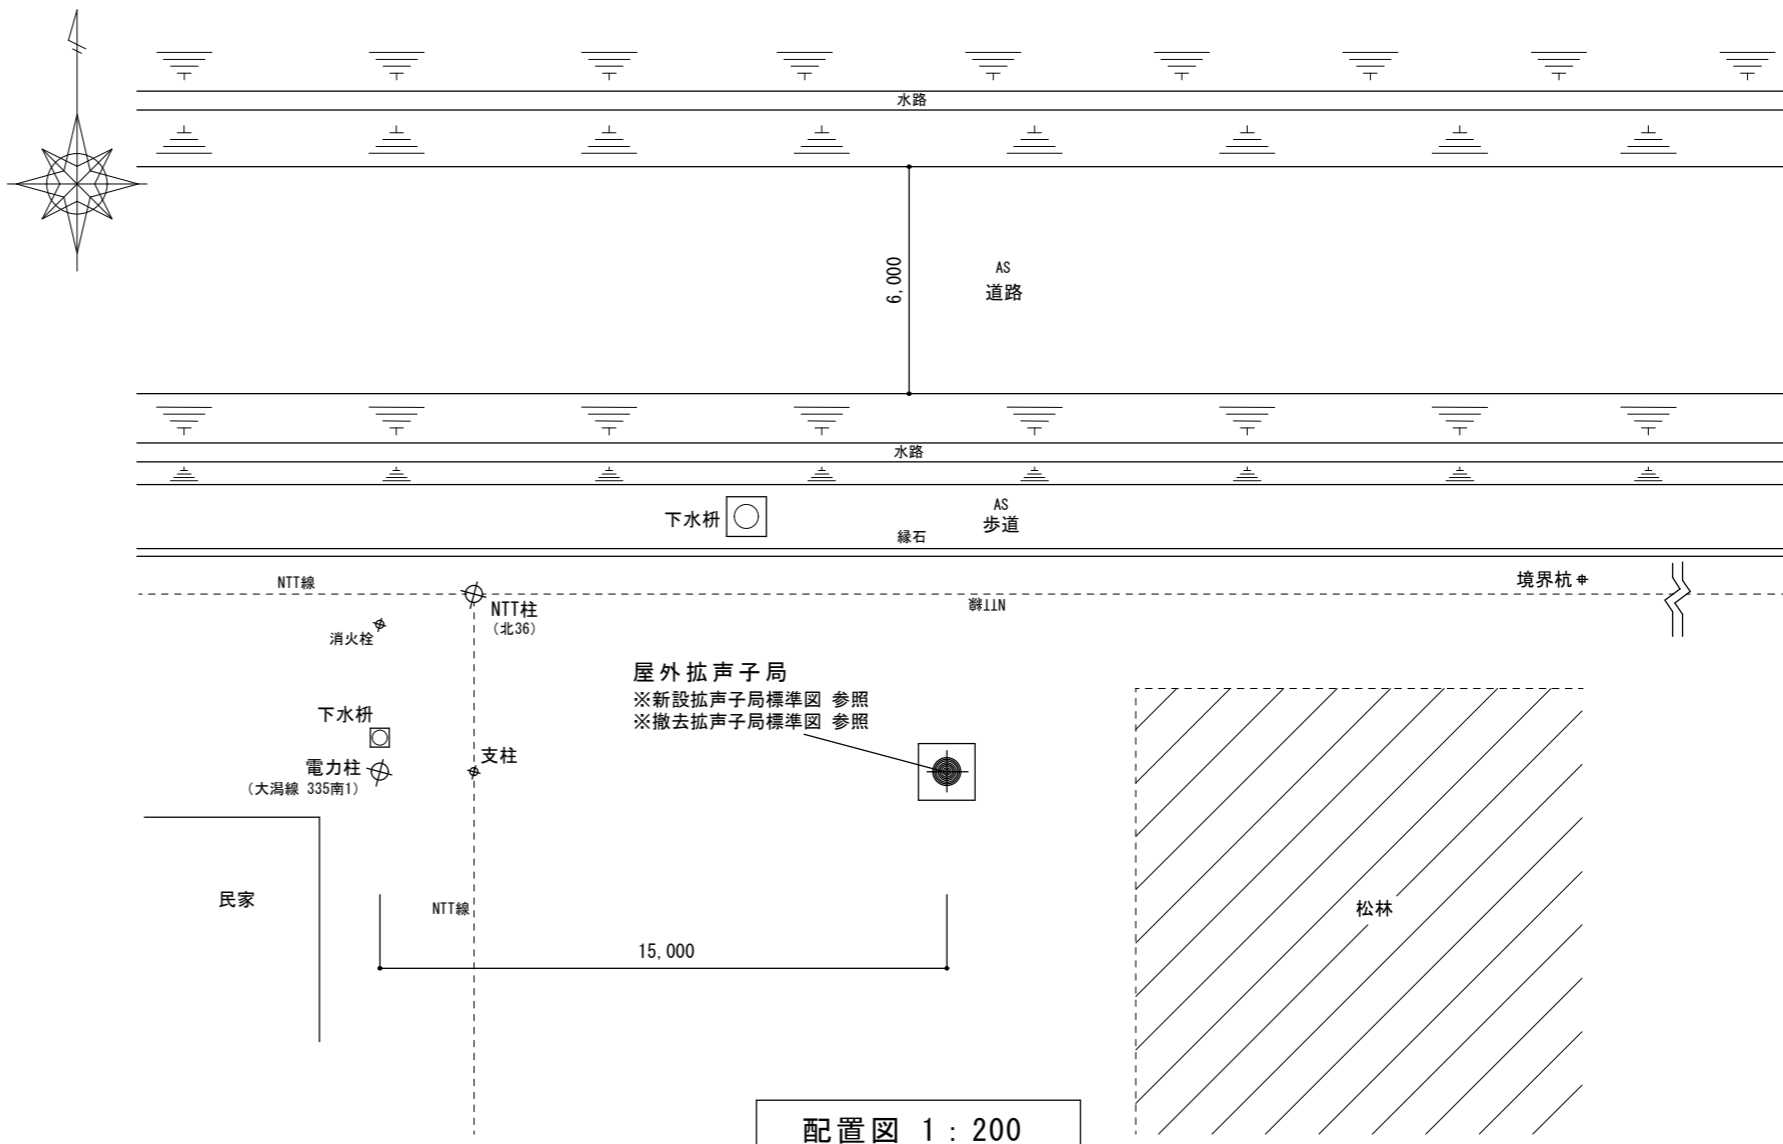 水路
6,000
AS
道路
水路
下水枡
AS
歩道
縁石
NTT線
NTT柱
(北36)
NTT線
境界杭
消火栓
屋外拡声子局
※新設拡声子局標準図 参照
※撤去拡声子局標準図 参照
下水枡
電力柱
(大潟線 335南1)
支柱
民家
NTT線
松林
15,000
配置図 1：200